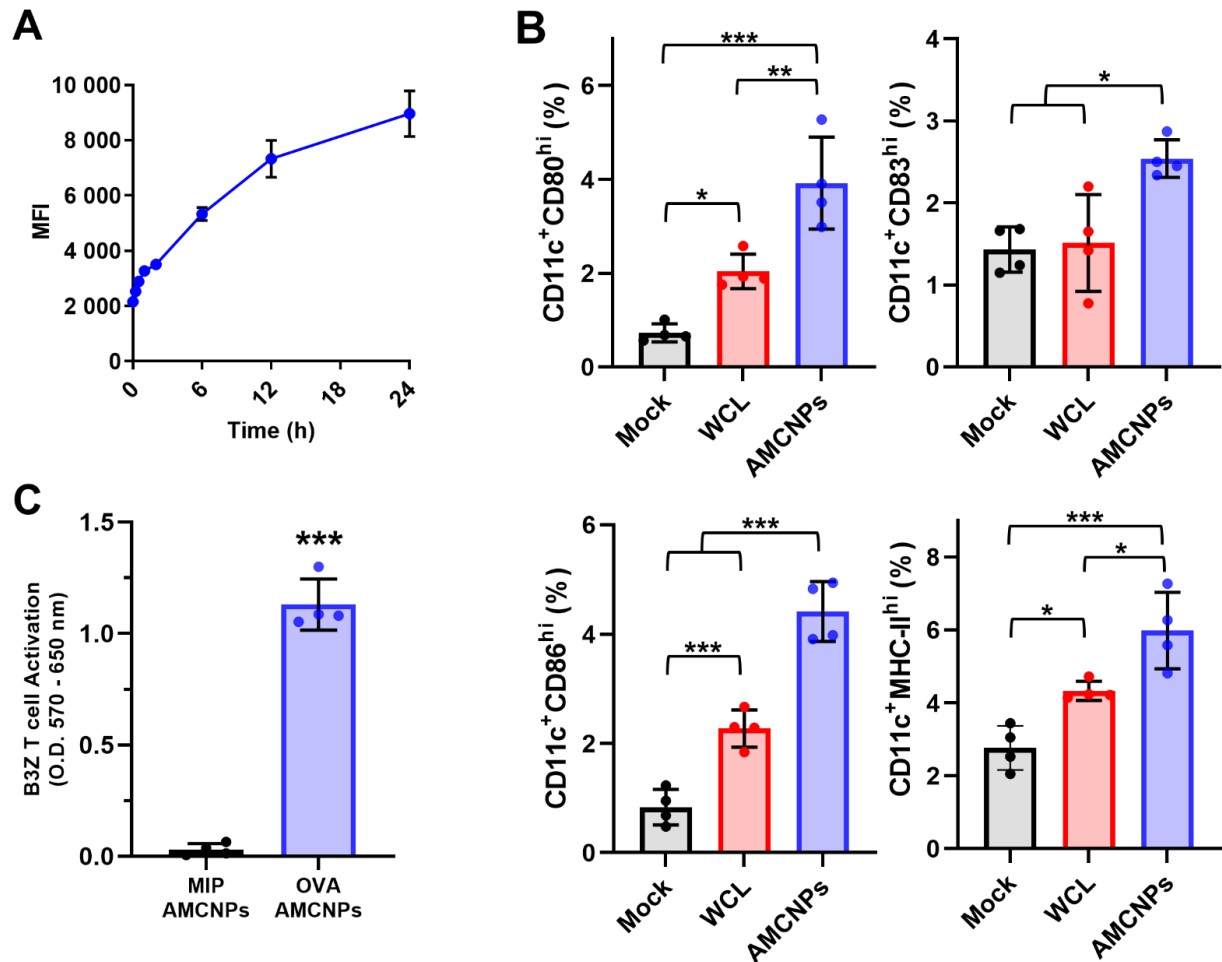 A
MFI
10 000
8 000
6 000
4 000
2 000
0
0
6
12
18
24
Time (h)
B
CD11c⁺CD80ʰⁱ (%)
6
4
2
0
***
**
*
Mock
WCL
AMCNPs
CD11c⁺CD83ʰⁱ (%)
4
3
2
1
0
*
Mock
WCL
AMCNPs
C
B3Z T cell Activation
(O.D. 570 - 650 nm)
1.5
1.0
0.5
0.0
***
MIP
AMCNPs
OVA
AMCNPs
CD11c⁺CD86ʰⁱ (%)
6
4
2
0
***
***
Mock
WCL
AMCNPs
CD11c⁺MHC-IIʰⁱ (%)
8
6
4
2
0
***
*
*
Mock
WCL
AMCNPs